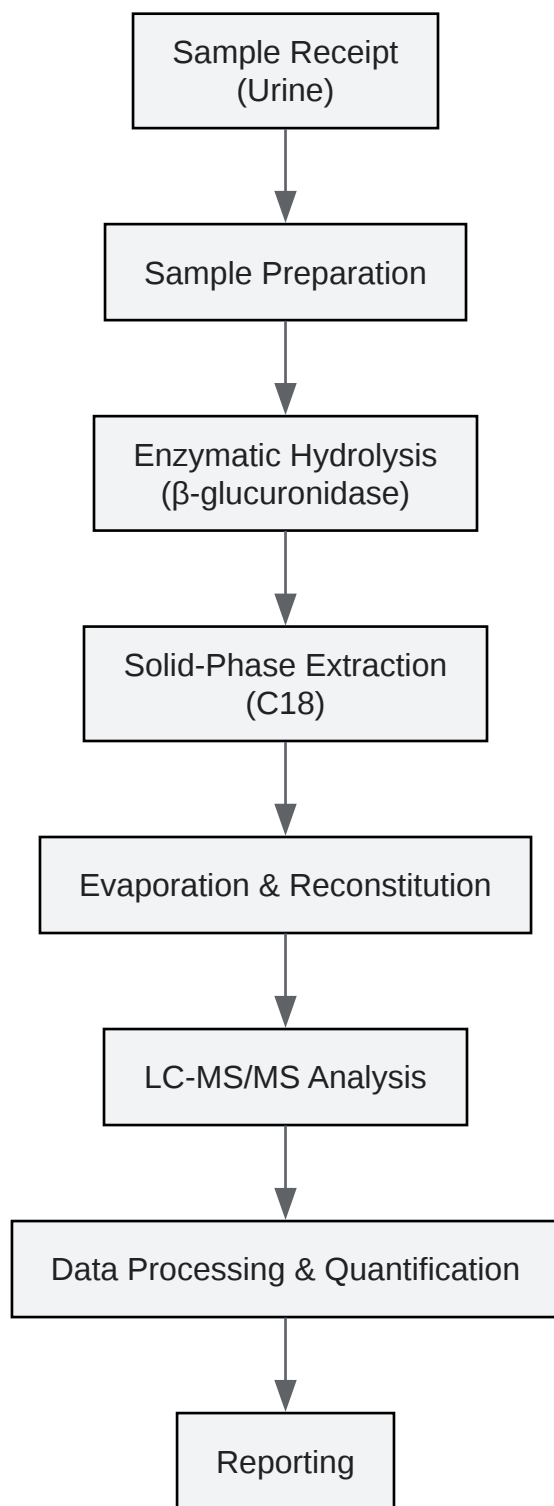 Sample Receipt
(Urine)
Sample Preparation
Enzymatic Hydrolysis
(β-glucuronidase)
Solid-Phase Extraction
(C18)
Evaporation & Reconstitution
LC-MS/MS Analysis
Data Processing & Quantification
Reporting